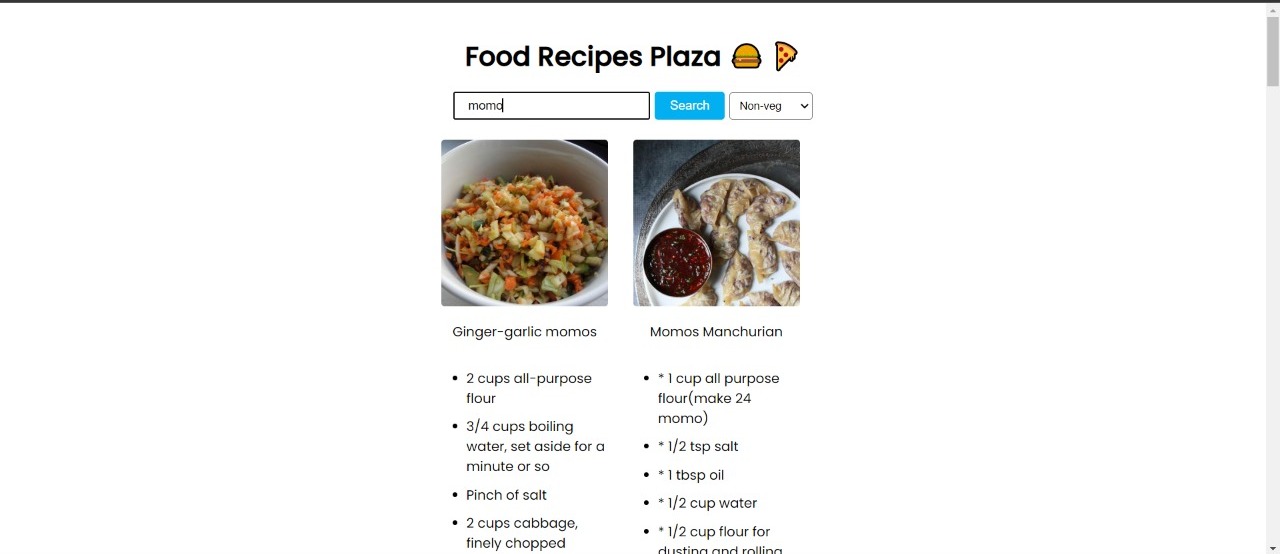 Food Recipes Plaza 🍔 🍕
momo
Search
Non-veg
Ginger-garlic momos
2 cups all-purpose
flour
3/4 cups boiling
water, set aside for a
minute or so
Pinch of salt
2 cups cabbage,
finely chopped
Momos Manchurian
* 1 cup all purpose
flour(make 24
momo)
* 1/2 tsp salt
* 1 tbsp oil
* 1/2 cup water
* 1/2 cup flour for
dusting and rolling